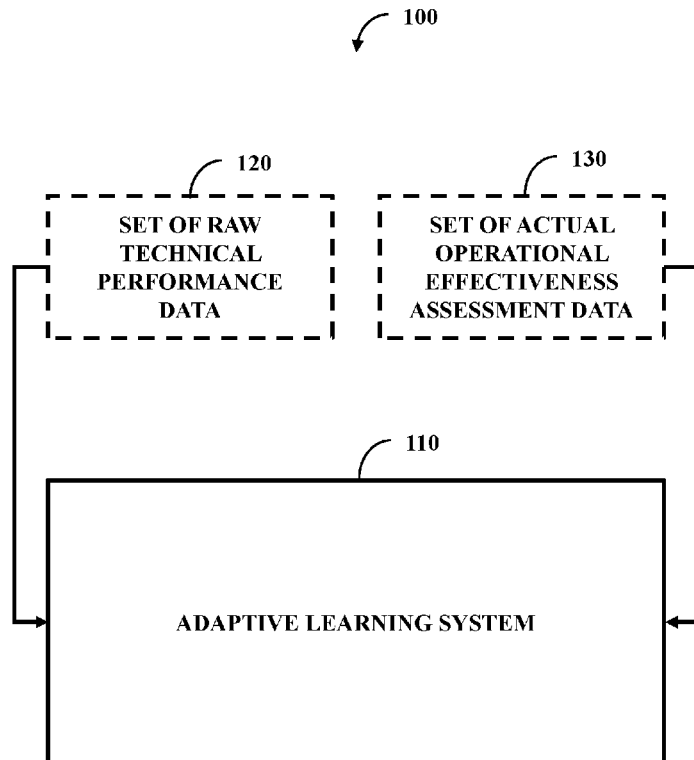 100
120
130
SET OF RAW
TECHNICAL
PERFORMANCE
DATA
SET OF ACTUAL
OPERATIONAL
EFFECTIVENESS
ASSESSMENT DATA
110
ADAPTIVE LEARNING SYSTEM